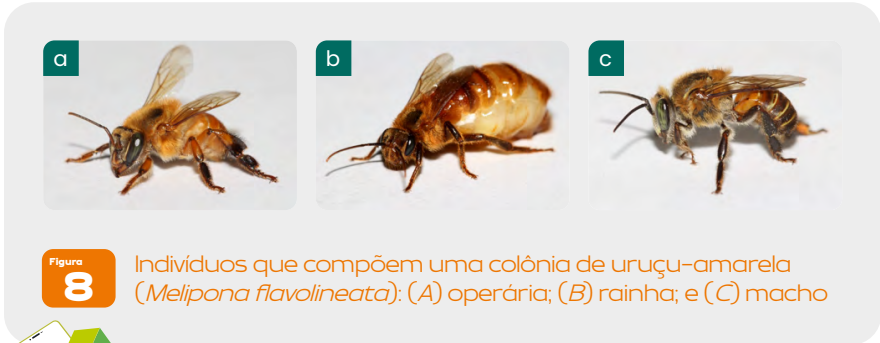 a
b
c
Figura
8
Indivíduos que compõem uma colônia de uruçu-amarela
(Melipona flavolineata): (A) operária; (B) rainha; e (C) macho